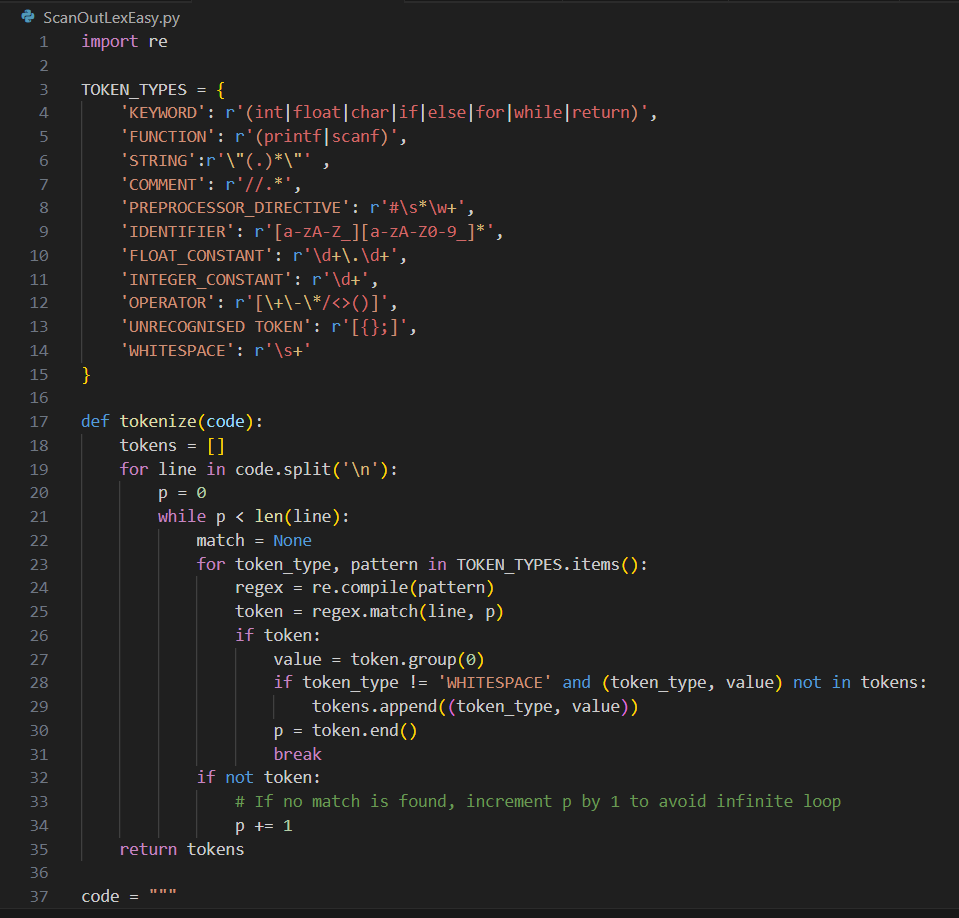 ScanOutLexEasy.py
1 import re
2
3 TOKEN_TYPES = {
4     'KEYWORD': r'(int|float|char|if|else|for|while|return)',
5     'FUNCTION': r'(printf|scanf)',
6     'STRING':r'\"(.)*\"' ,
7     'COMMENT': r'//.*',
8     'PREPROCESSOR_DIRECTIVE': r'#\s*\w+',
9     'IDENTIFIER': r'[a-zA-Z_][a-zA-Z0-9_]*',
10     'FLOAT_CONSTANT': r'\d+\.\d+',
11     'INTEGER_CONSTANT': r'\d+',
12     'OPERATOR': r'[\+\-\*/<>()]',
13     'UNRECOGNISED TOKEN': r'[{};]',
14     'WHITESPACE': r'\s+'
15 }
16
17 def tokenize(code):
18     tokens = []
19     for line in code.split('\n'):
20         p = 0
21         while p < len(line):
22             match = None
23             for token_type, pattern in TOKEN_TYPES.items():
24                 regex = re.compile(pattern)
25                 token = regex.match(line, p)
26                 if token:
27                     value = token.group(0)
28                     if token_type != 'WHITESPACE' and (token_type, value) not in tokens:
29                         tokens.append((token_type, value))
30                     p = token.end()
31                     break
32             if not token:
33                 # If no match is found, increment p by 1 to avoid infinite loop
34                 p += 1
35     return tokens
36
37 code = """